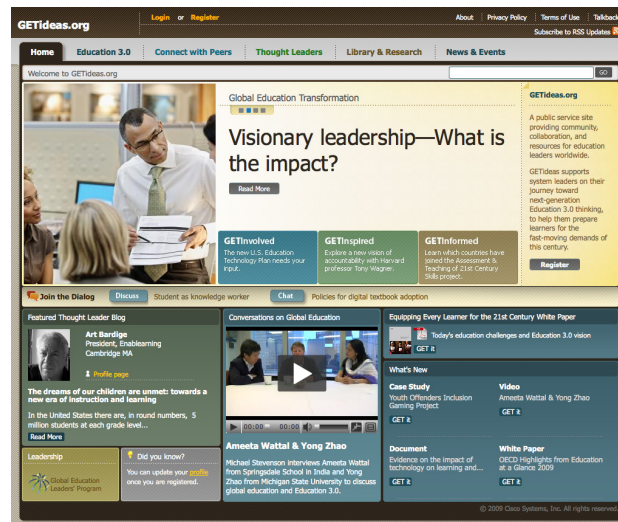 GETideas.org
Login or Register
About Privacy Policy Terms of Use Talkback
Subscribe to RSS Updates
Home Education 3.0 Connect with Peers Thought Leaders Library & Research News & Events
Welcome to GETideas.org
GO
Global Education Transformation
Visionary leadership—What is
the impact?
Read More
GETideas.org
A public service site
providing community,
collaboration, and
resources for education
leaders worldwide.
GETideas supports
system leaders on their
journey toward
next-generation
Education 3.0 thinking,
to help them prepare
learners for the
fast-moving demands of
this century.
Register
GETInvolved
The new U.S. Education
Technology Plan needs your
input.
GETInspired
Explore a new vision of
accountability with Harvard
professor Tony Wagner.
GETInformed
Learn which countries have
joined the Assessment &
Teaching of 21st Century
Skills project.
Join the Dialog Discuss Student as knowledge worker Chat Policies for digital textbook adoption
Featured Thought Leader Blog
Art Bardige
President, Enablearning
Cambridge MA
Profile page
The dreams of our children are unmet: towards a
new era of instruction and learning
In the United States there are, in round numbers, 5
million students at each grade level...
Read More
Leadership
Global Education
Leaders' Program
Did you know?
You can update your profile
once you are registered.
Conversations on Global Education
00:00 00:00
Ameeta Wattal & Yong Zhao
Michael Stevenson interviews Ameeta Wattal
from Springdale School in India and Yong
Zhao from Michigan State University to discuss
global education and Education 3.0.
Equipping Every Learner for the 21st Century White Paper
Today's education challenges and Education 3.0 vision
GET it
What's New
Case Study
Youth Offenders Inclusion
Gaming Project
GET it
Video
Ameeta Wattal & Yong Zhao
GET it
Document
Evidence on the impact of
technology on learning and...
GET it
White Paper
OECD Highlights from Education
at a Glance 2009
GET it
© 2009 Cisco Systems, Inc. All rights reserved.